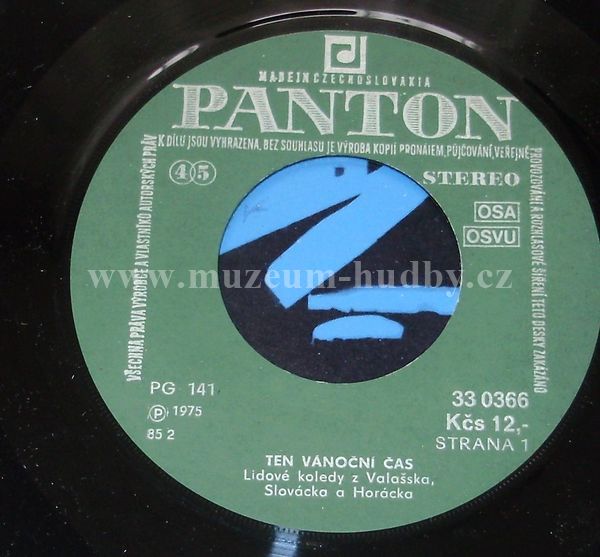 MADE IN CZECHOSLOVAKIA
PANTON
K DÍLU JSOU VYHRAZENA, BEZ SOUHLASU JE VÝROBA KOPIÍ PRONÁJEM, PŮJČOVÁNÍ, VEŘEJNÉ
VŠECHNA PRÁVA VÝROBCE A VLASTNÍKO AUTORSKÝCH PRÁV
PROVOZOVÁNÍ A ROZHLASOVÉ ŠÍŘENÍ TÉTO DESKY ZAKÁZÁNO
45
STEREO
OSA
OSVU
www.muzeum-hudby.cz
PG 141
Ⓟ 1975
85 2
33 0366
Kčs 12,-
STRANA 1
TEN VÁNOČNÍ ČAS
Lidové koledy z Valašska,
Slovácka a Horácka